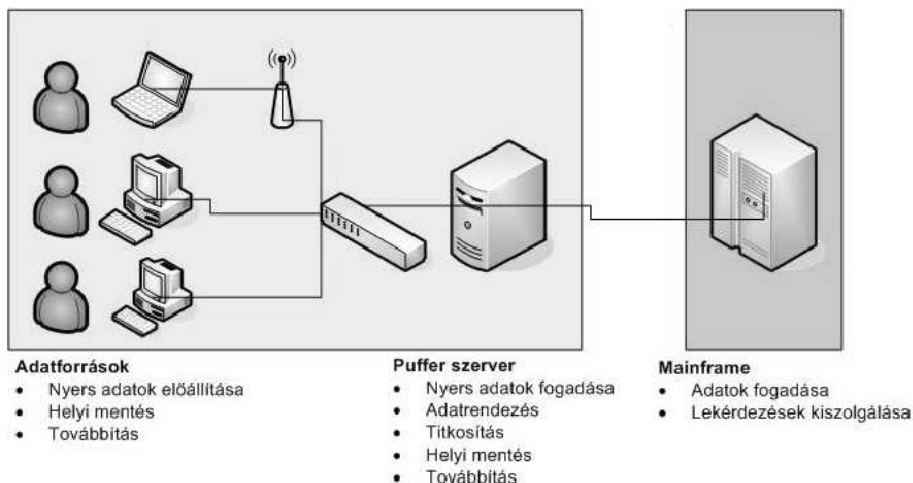 Adatforrások
• Nyers adatok előállítása
• Helyi mentés
• Továbbítás
Puffer szerver
• Nyers adatok fogadása
• Adatrendezés
• Titkosítás
• Helyi mentés
• Továbbítás
Mainframe
• Adatok fogadása
• Lekérdezések kiszolgálása